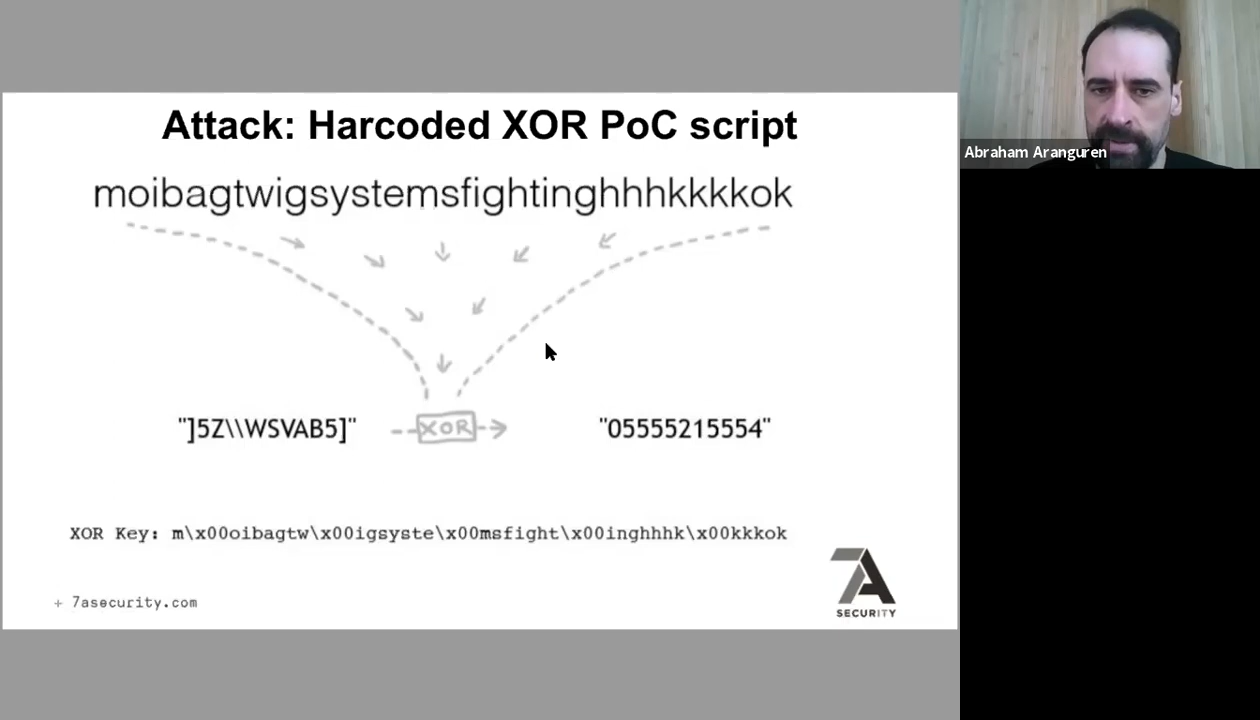 Attack: Harcoded XOR PoC script
Abraham Aranguren
moibagtwigsystemsfightinghhhkkkkok
"]5Z\\WSVAB5]"
XOR
"05555215554"
XOR Key: m\x00oibagtw\x00igsyste\x00msfight\x00inghhhk\x00kkkok
+ 7asecurity.com
7A
SECURITY